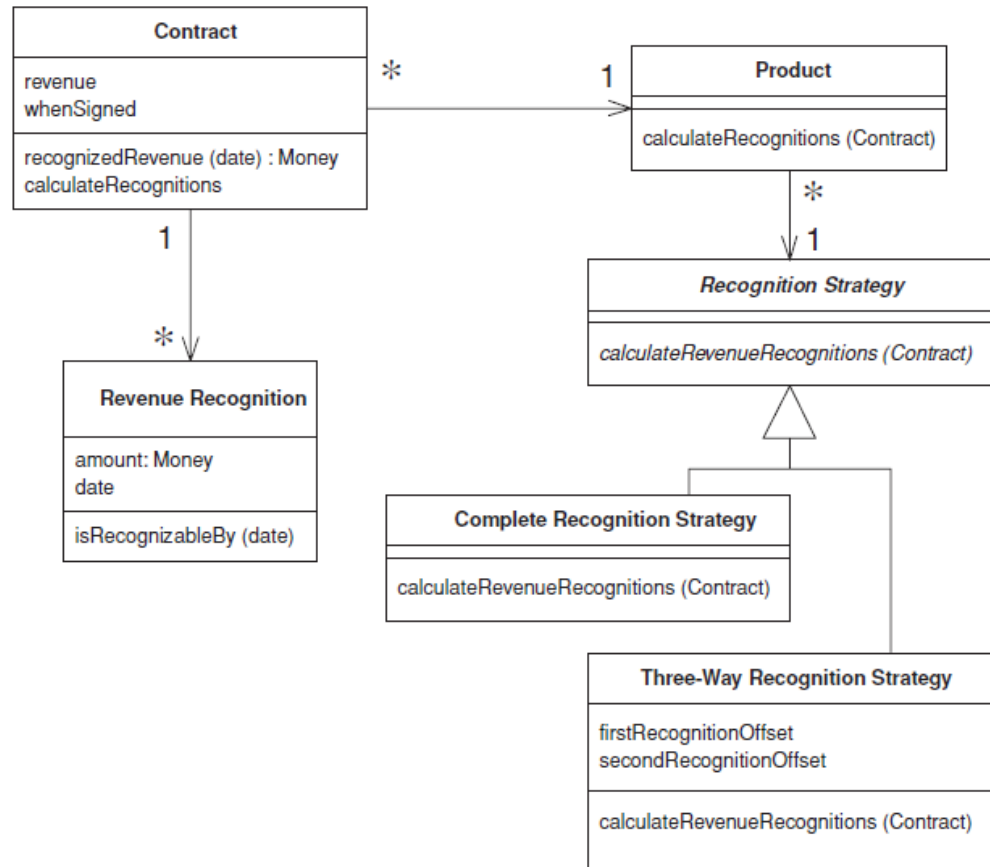 Contract
revenue
whenSigned
recognizedRevenue (date) : Money
calculateRecognitions
*
1
Product
calculateRecognitions (Contract)
*
1
Recognition Strategy
calculateRevenueRecognitions (Contract)
1
*
Revenue Recognition
amount: Money
date
isRecognizableBy (date)
Complete Recognition Strategy
calculateRevenueRecognitions (Contract)
Three-Way Recognition Strategy
firstRecognitionOffset
secondRecognitionOffset
calculateRevenueRecognitions (Contract)